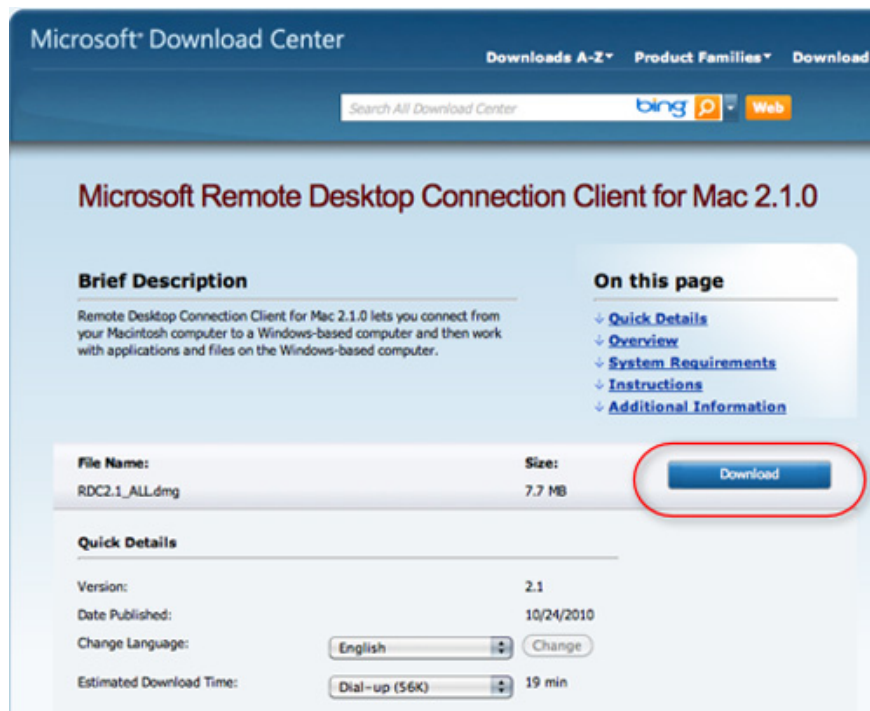 Microsoft® Download Center
Downloads A-Z Product Families Download
Search All Download Center bing Web
Microsoft Remote Desktop Connection Client for Mac 2.1.0
Brief Description
Remote Desktop Connection Client for Mac 2.1.0 lets you connect from
your Macintosh computer to a Windows-based computer and then work
with applications and files on the Windows-based computer.
On this page
Quick Details
Overview
System Requirements
Instructions
Additional Information
File Name: Size:
RDC2.1_ALL.dmg 7.7 MB
Download
Quick Details
Version: 2.1
Date Published: 10/24/2010
Change Language: English Change
Estimated Download Time: Dial-up (56K) 19 min